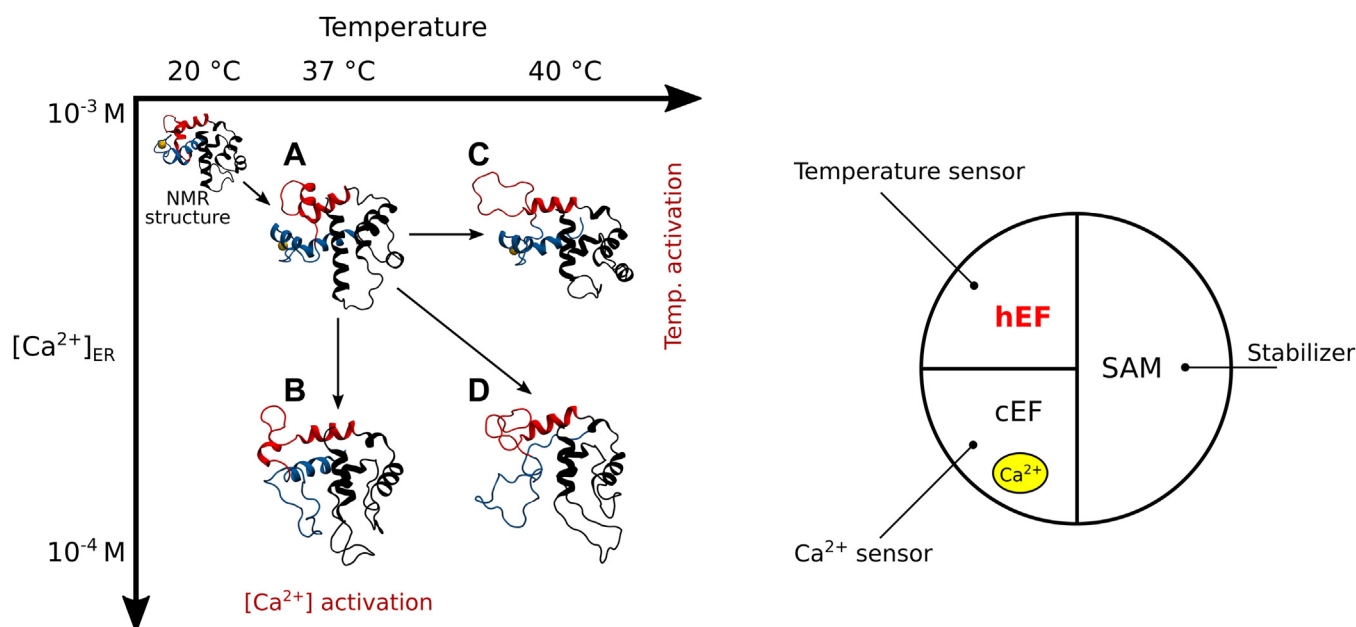 Temperature
20 °C 37 °C 40 °C
10⁻³ M
A
C
NMR
structure
Temp. activation
[Ca²⁺]ER
B
D
10⁻⁴ M
[Ca²⁺] activation
Temperature sensor
hEF
SAM
Stabilizer
cEF
Ca²⁺
Ca²⁺ sensor